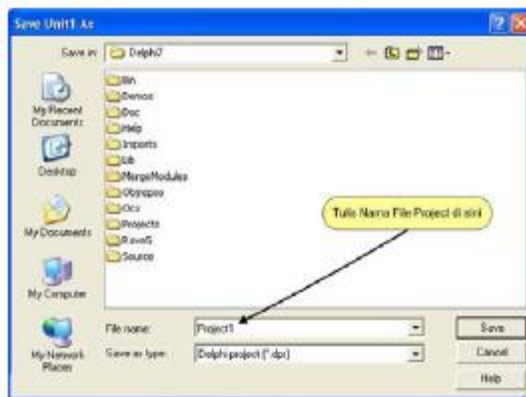 Save Unit1 As
Save in:
Delphi7
My Recent
Documents
Desktop
My Documents
My Computer
My Network
Places
Bin
Demos
Doc
Help
Imports
Lib
MergeModules
Objrepos
Ocx
Projects
Rave5
Source
Tulis Nama File Project di sini
File name:
Project1
Save
Save as type:
Delphi project (*.dpr)
Cancel
Help